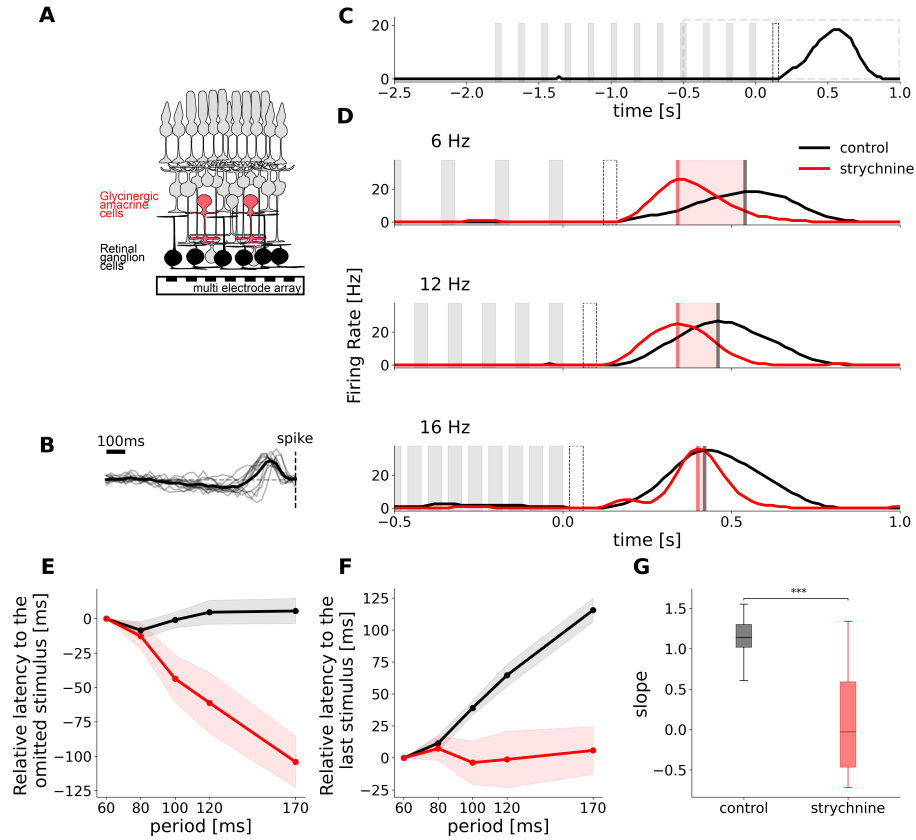 A
Glycinergic
amacrine
cells
Retinal
ganglion
cells
multi electrode array
B
100ms
spike
C
20
0
−2.5 −2.0 −1.5 −1.0 −0.5 0.0 0.5 1.0
time [s]
D
6 Hz
control
strychnine
20
0
12 Hz
20
0
Firing Rate [Hz]
16 Hz
20
0
−0.5 0.0 0.5 1.0
time [s]
E
Relative latency to the
omitted stimulus [ms]
0
−25
−50
−75
−100
−125
60 80 100 120 170
period [ms]
F
Relative latency to the
last stimulus [ms]
125
100
75
50
25
0
−25
60 80 100 120 170
period [ms]
G
***
slope
1.5
1.0
0.5
0.0
−0.5
control strychnine